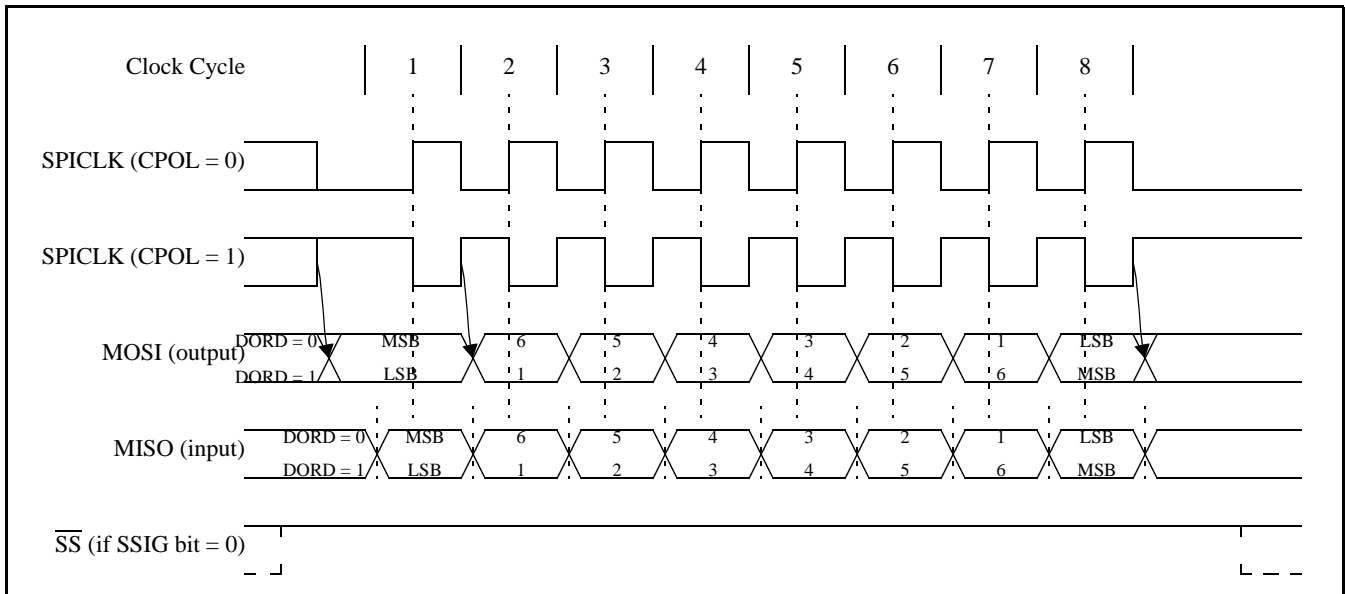 Clock Cycle 1 2 3 4 5 6 7 8
SPICLK (CPOL = 0)
SPICLK (CPOL = 1)
MOSI (output)
DORD = 0 MSB 6 5 4 3 2 1 LSB
DORD = 1 LSB 1 2 3 4 5 6 MSB
MISO (input)
DORD = 0 MSB 6 5 4 3 2 1 LSB
DORD = 1 LSB 1 2 3 4 5 6 MSB
SS (if SSIG bit = 0)